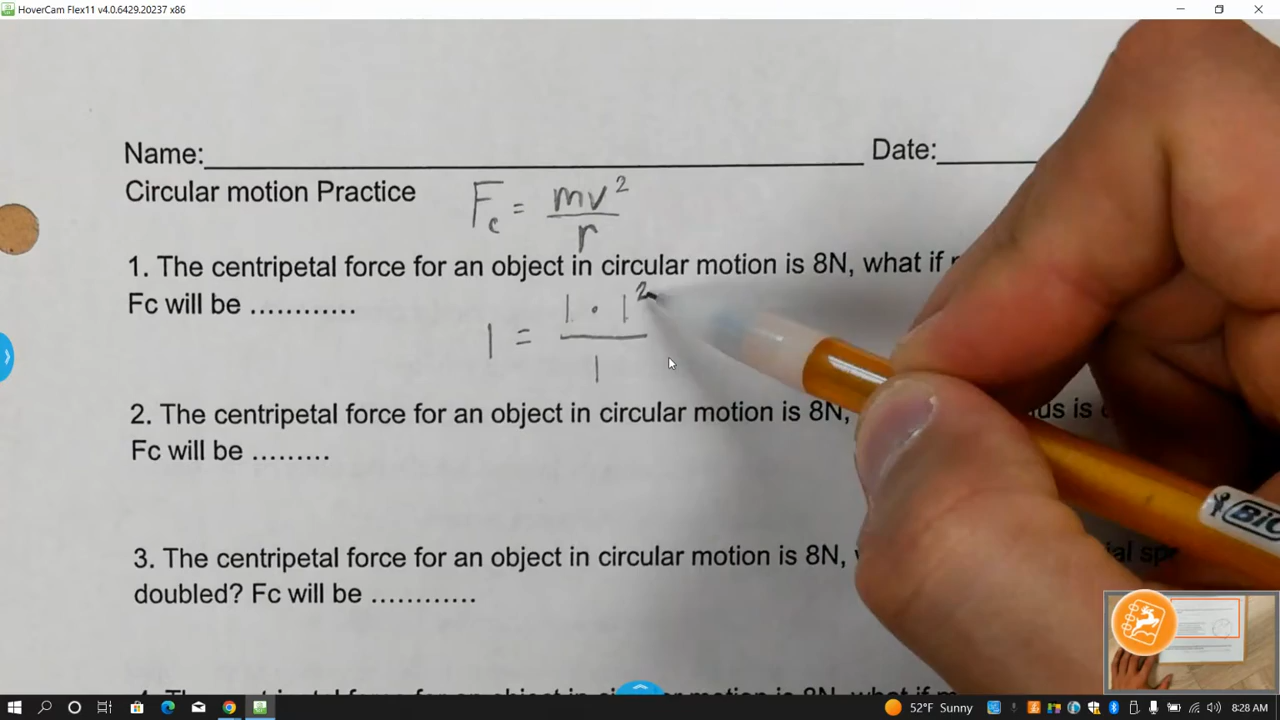 HoverCam Flex11 v4.0.6429.20237 x86
Name: Date:
Circular motion Practice
Fc = mv²
r
1. The centripetal force for an object in circular motion is 8N, what if
Fc will be …………
1 · 1²
1 =
1
2. The centripetal force for an object in circular motion is 8N, is
Fc will be ………
3. The centripetal force for an object in circular motion is 8N,
doubled? Fc will be …………
BIC
52°F Sunny
8:28 AM